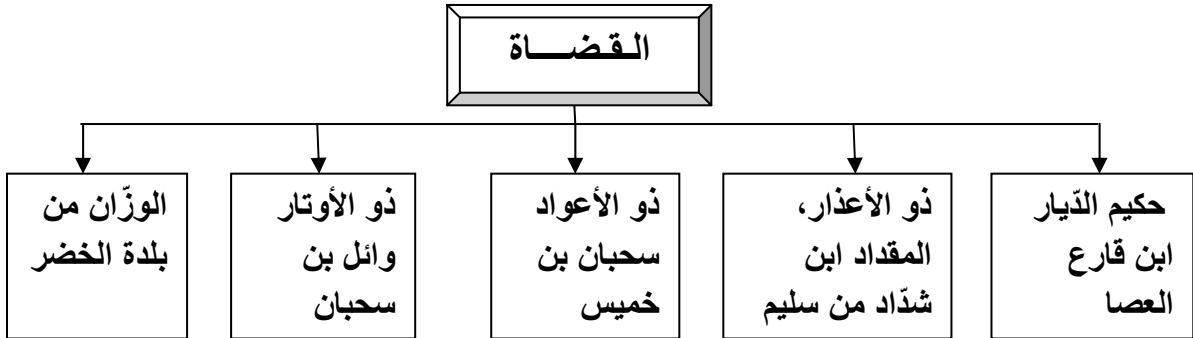 الـقـضـــــاة
حكيم الدّيار
ابن قارع
العصا
ذو الأعذار،
المقداد ابن
شدّاد من سليم
ذو الأعواد
سحبان بن
خميس
ذو الأوتار
وائل بن
سحبان
الوزّان من
بلدة الخضر